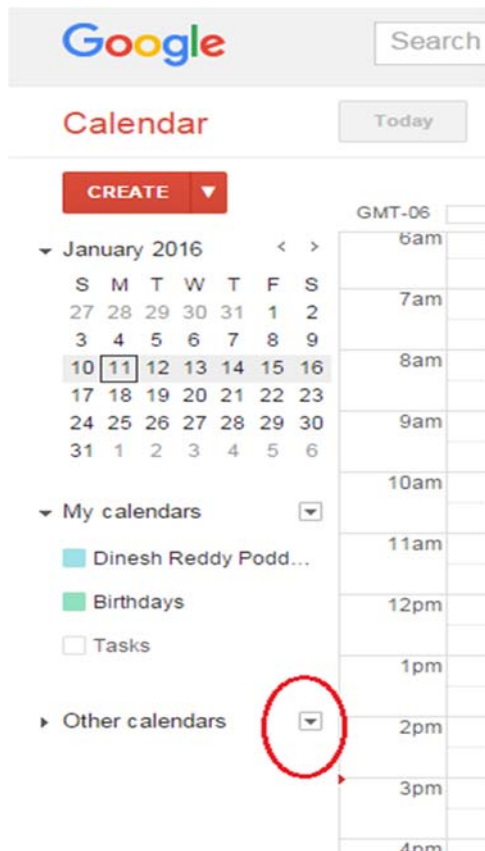 Google
Search
Calendar
Today
CREATE
GMT-06
January 2016 < >
S M T W T F S
27 28 29 30 31 1 2
3 4 5 6 7 8 9
10 11 12 13 14 15 16
17 18 19 20 21 22 23
24 25 26 27 28 29 30
31 1 2 3 4 5 6
My calendars
Dinesh Reddy Podd...
Birthdays
Tasks
Other calendars
6am
7am
8am
9am
10am
11am
12pm
1pm
2pm
3pm
4pm